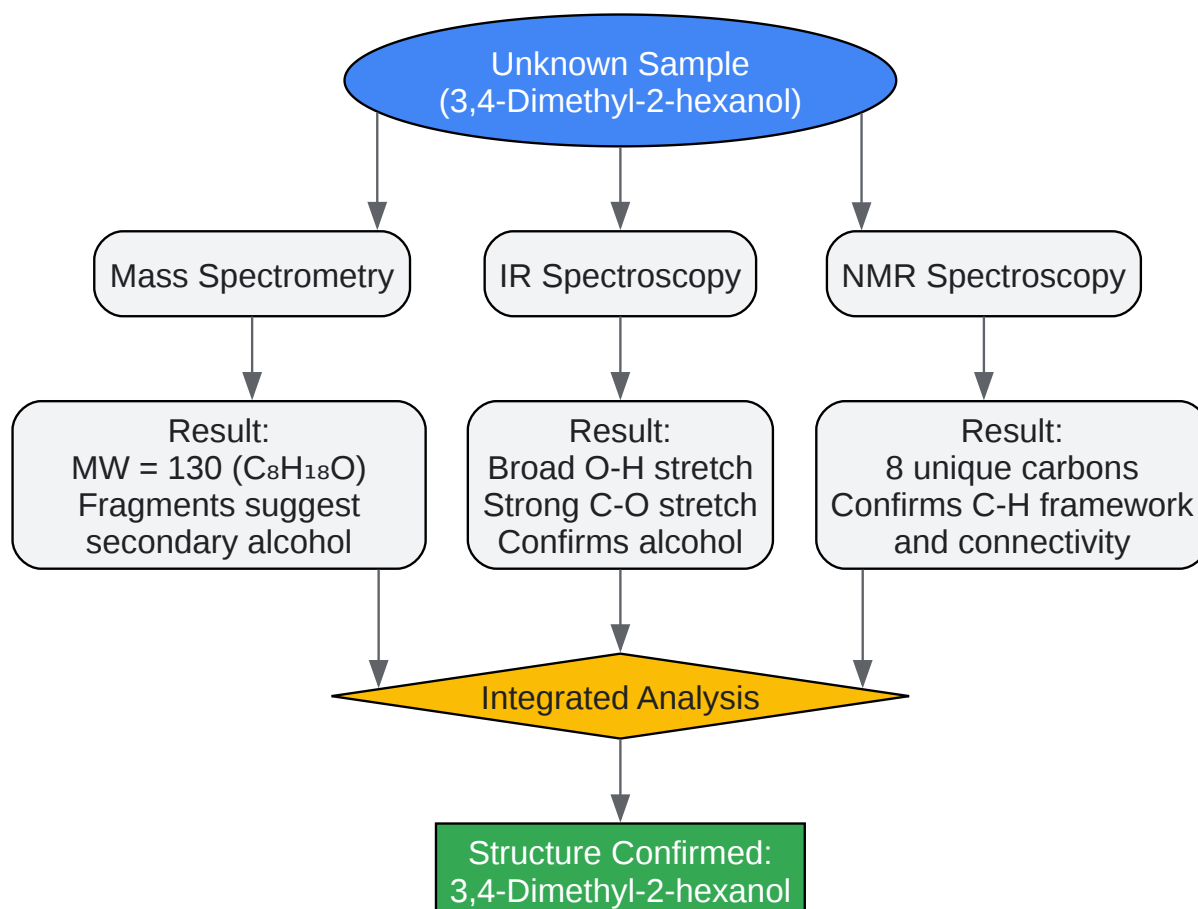 Unknown Sample
(3,4-Dimethyl-2-hexanol)
Mass Spectrometry
IR Spectroscopy
NMR Spectroscopy
Result:
MW = 130 (C₈H₁₈O)
Fragments suggest
secondary alcohol
Result:
Broad O-H stretch
Strong C-O stretch
Confirms alcohol
Result:
8 unique carbons
Confirms C-H framework
and connectivity
Integrated Analysis
Structure Confirmed:
3,4-Dimethyl-2-hexanol